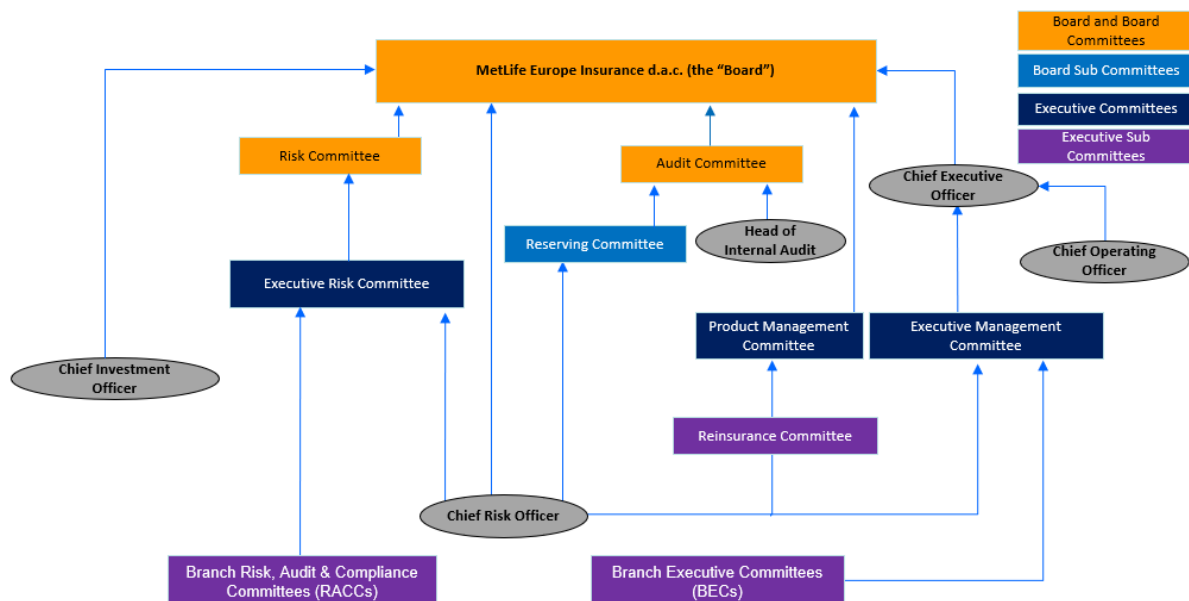 Board and Board
Committees
MetLife Europe Insurance d.a.c. (the “Board”)
Board Sub Committees
Executive Committees
Executive Sub
Committees
Risk Committee
Audit Committee
Chief Executive
Officer
Reserving Committee
Head of
Internal Audit
Chief Operating
Officer
Executive Risk Committee
Product Management
Committee
Executive Management
Committee
Chief Investment
Officer
Reinsurance Committee
Chief Risk Officer
Branch Risk, Audit & Compliance
Committees (RACCs)
Branch Executive Committees
(BECs)